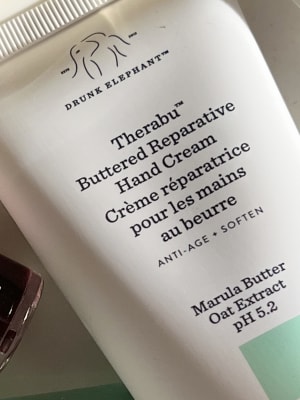 DRUNK ELEPHANT™
Therabu™
Buttered Reparative
Hand Cream
Crème réparatrice
pour les mains
au beurre
ANTI-AGE + SOFTEN
Marula Butter
Oat Extract
pH 5.2